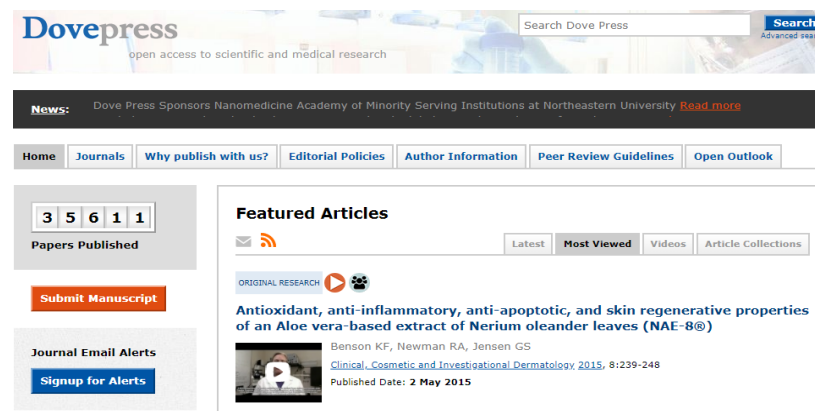 Dovepress
open access to scientific and medical research
Search Dove Press
Search
Advanced
News: Dove Press Sponsors Nanomedicine Academy of Minority Serving Institutions at Northeastern University Read more
Home Journals Why publish with us? Editorial Policies Author Information Peer Review Guidelines Open Outlook
3 5 6 1 1
Papers Published
Submit Manuscript
Journal Email Alerts
Signup for Alerts
Featured Articles
Latest Most Viewed Videos Article Collections
ORIGINAL RESEARCH
Antioxidant, anti-inflammatory, anti-apoptotic, and skin regenerative properties
of an Aloe vera-based extract of Nerium oleander leaves (NAE-8®)
Benson KF, Newman RA, Jensen GS
Clinical, Cosmetic and Investigational Dermatology 2015, 8:239-248
Published Date: 2 May 2015